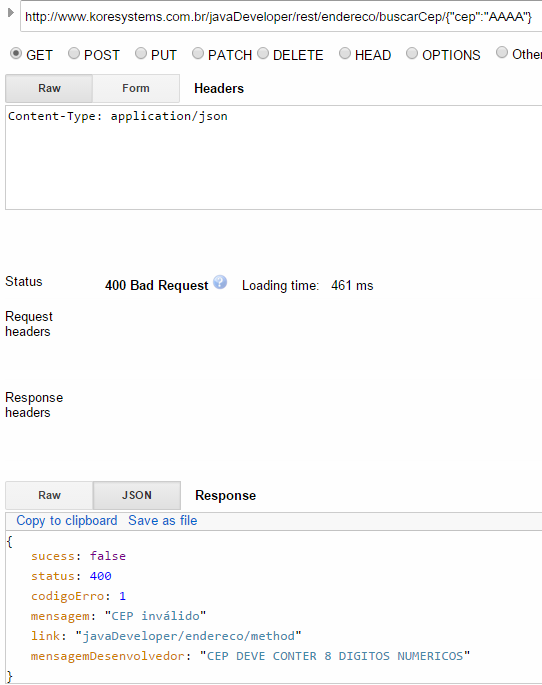 http://www.koresystems.com.br/javaDeveloper/rest/endereco/buscarCep/{"cep":"AAAA"}
GET POST PUT PATCH DELETE HEAD OPTIONS Other
Raw Form Headers
Content-Type: application/json
Status 400 Bad Request ? Loading time: 461 ms
Request
headers
Response
headers
Raw JSON Response
Copy to clipboard Save as file
{
sucess: false
status: 400
codigoErro: 1
mensagem: "CEP inválido"
link: "javaDeveloper/endereco/method"
mensagemDesenvolvedor: "CEP DEVE CONTER 8 DIGITOS NUMERICOS"
}